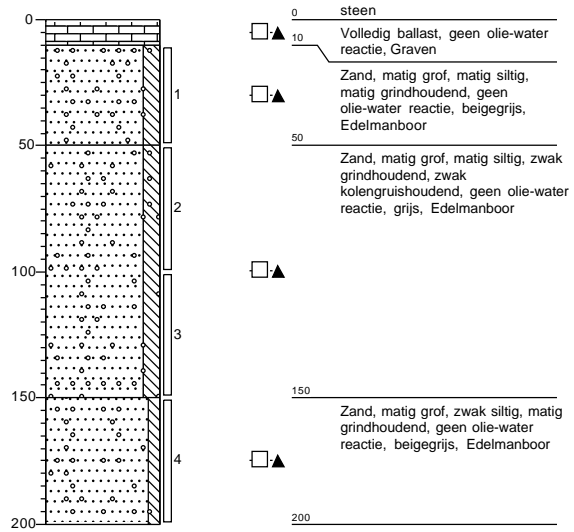 0
50
100
150
200
1
2
3
4
0
steen
Volledig ballast, geen olie-water
reactie, Graven
10
Zand, matig grof, matig siltig,
matig grindhoudend, geen
olie-water reactie, beigegrijs,
Edelmanboor
50
Zand, matig grof, matig siltig, zwak
grindhoudend, zwak
kolengruishoudend, geen olie-water
reactie, grijs, Edelmanboor
150
Zand, matig grof, zwak siltig, matig
grindhoudend, geen olie-water
reactie, beigegrijs, Edelmanboor
200